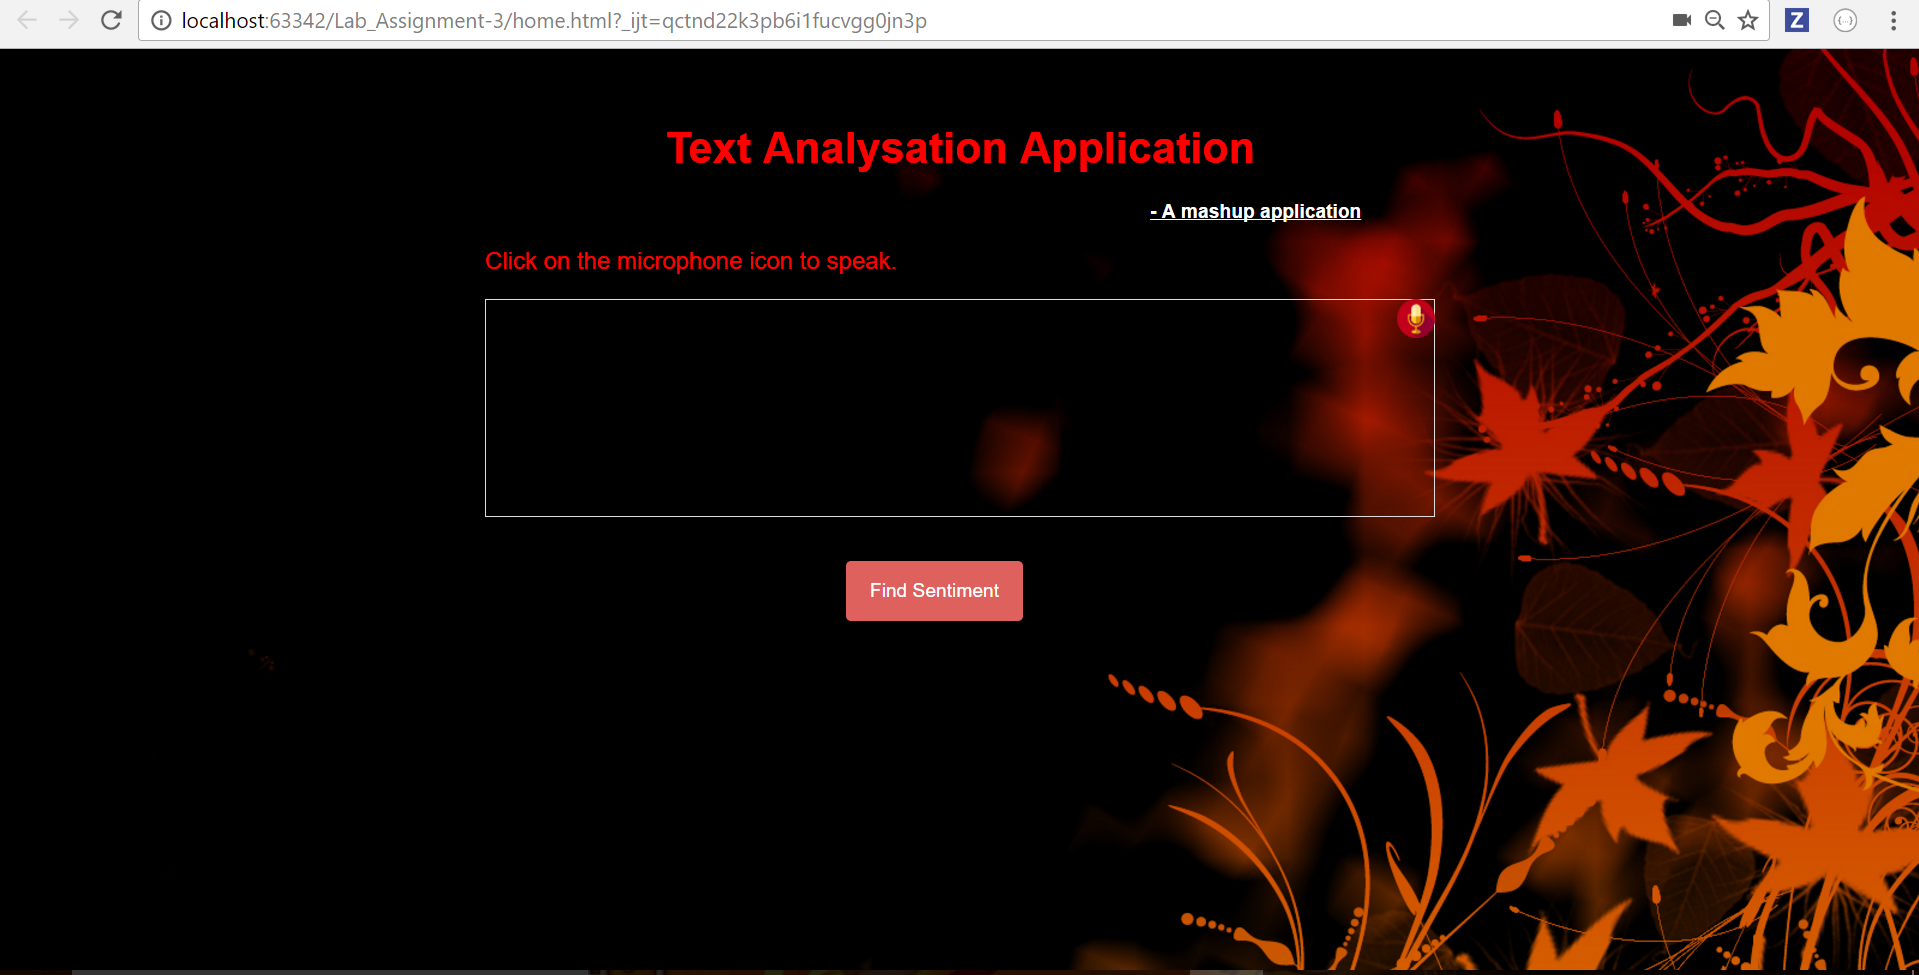 localhost:63342/Lab_Assignment-3/home.html?_ijt=qctnd22k3pb6i1fucvgg0jn3p
Z
{...}
Text Analysation Application
- A mashup application
Click on the microphone icon to speak.
Find Sentiment